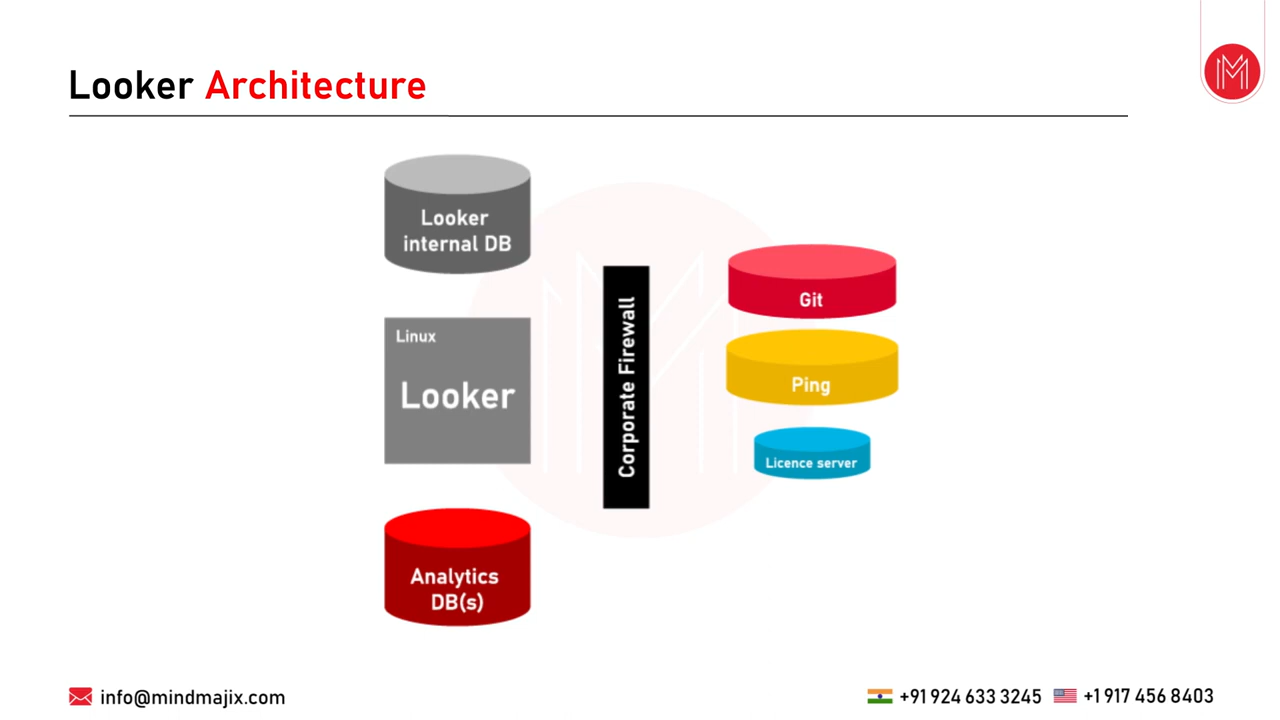 Looker Architecture
Looker
internal DB
Linux
Looker
Analytics
DB(s)
Corporate Firewall
Git
Ping
Licence server
info@mindmajix.com
+91 924 633 3245
+1 917 456 8403